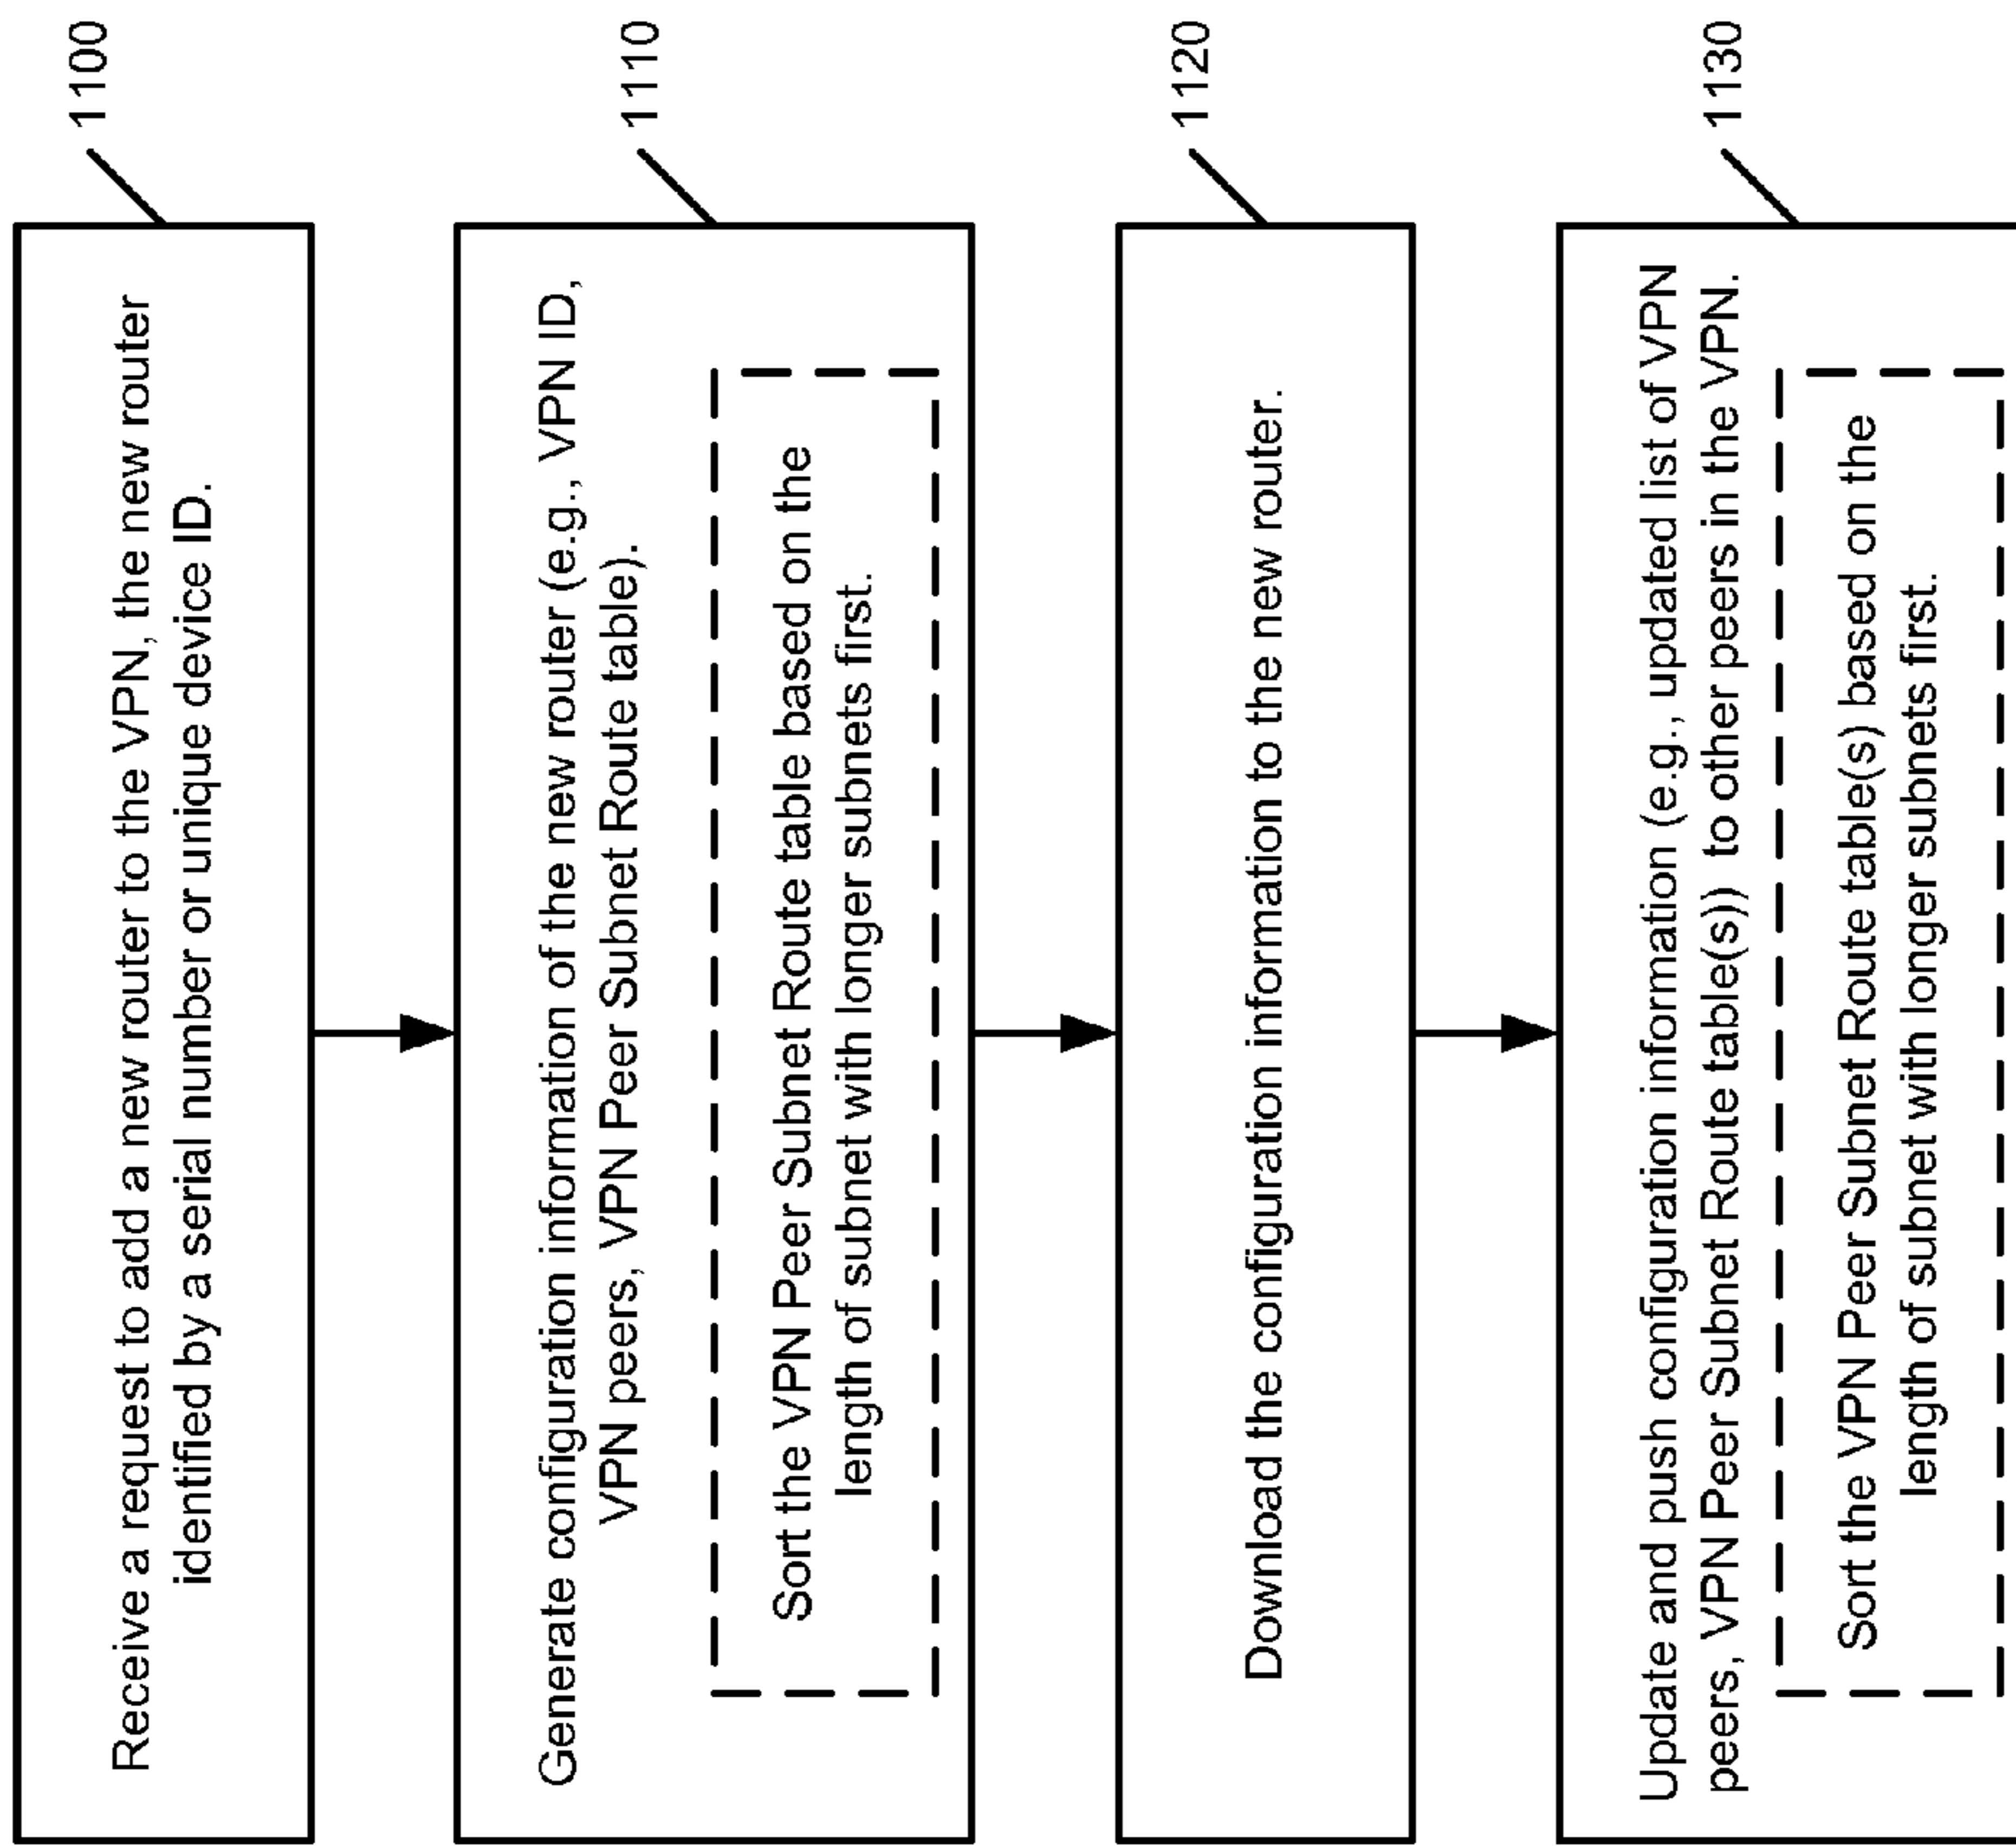 Receive a request to add a new router to the VPN, the new router
identified by a serial number or unique device ID.
1100
Generate configuration information of the new router (e.g., VPN ID,
VPN peers, VPN Peer Subnet Route table).
Sort the VPN Peer Subnet Route table based on the
length of subnet with longer subnets first.
1110
Download the configuration information to the new router.
1120
Update and push configuration information (e.g., updated list of VPN
peers, VPN Peer Subnet Route table(s)) to other peers in the VPN.
Sort the VPN Peer Subnet Route table(s) based on the
length of subnet with longer subnets first.
1130